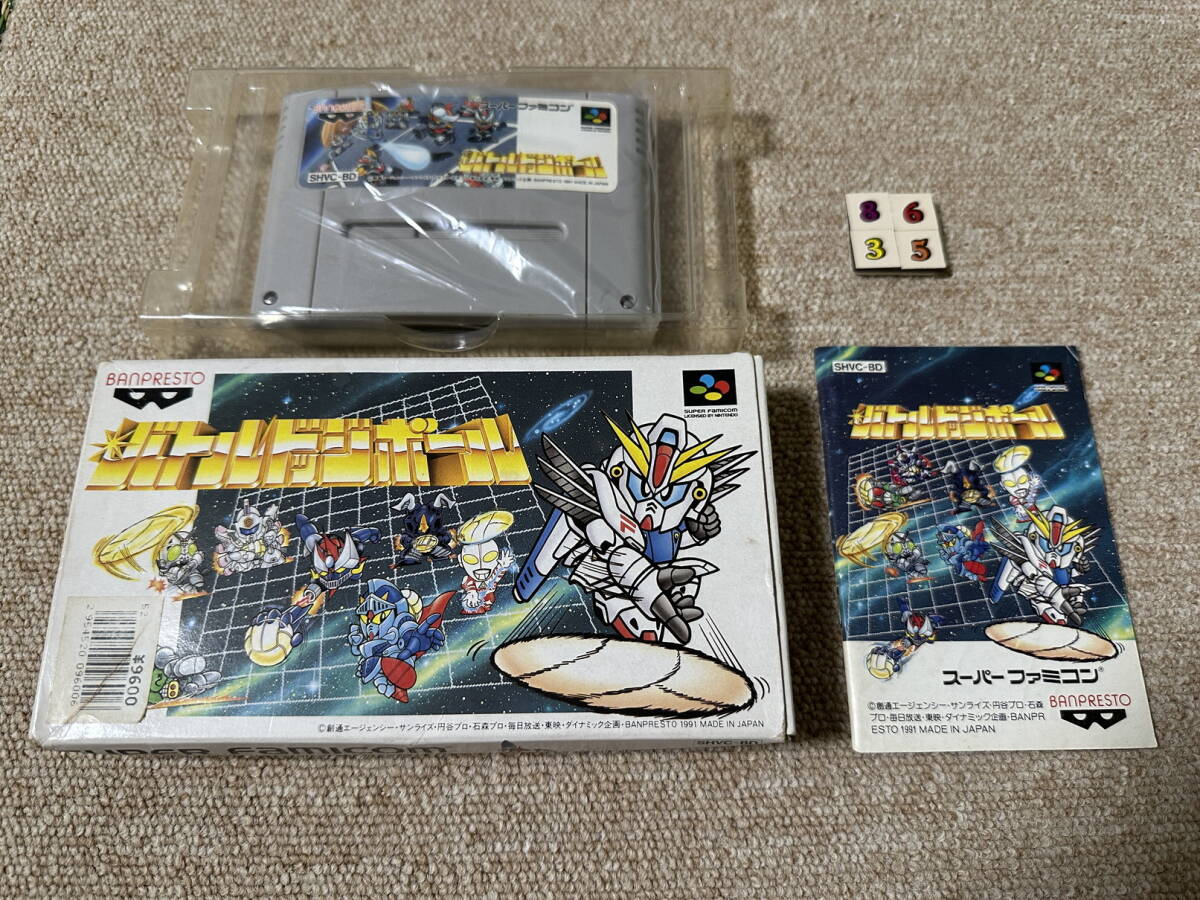 BANPRESTO
スーパーファミコン
バトルドッジボール
SHVC-BD
BANPRESTO 1991 MADE IN JAPAN
8 6
3 5
BANPRESTO
SUPER FAMICOM
LICENSED BY NINTENDO
バトルドッジボール
©創通エージェンシー・サンライズ・円谷プロ・石森プロ・毎日放送・東映・ダイナミック企画・BANPRESTO 1991 MADE IN JAPAN
SHVC-BD
SHVC-BD
バトルドッジボール
スーパーファミコン®
BANPRESTO
©創通エージェンシー・サンライズ・円谷プロ・石森
プロ・毎日放送・東映・ダイナミック企画・BANPR
ESTO 1991 MADE IN JAPAN